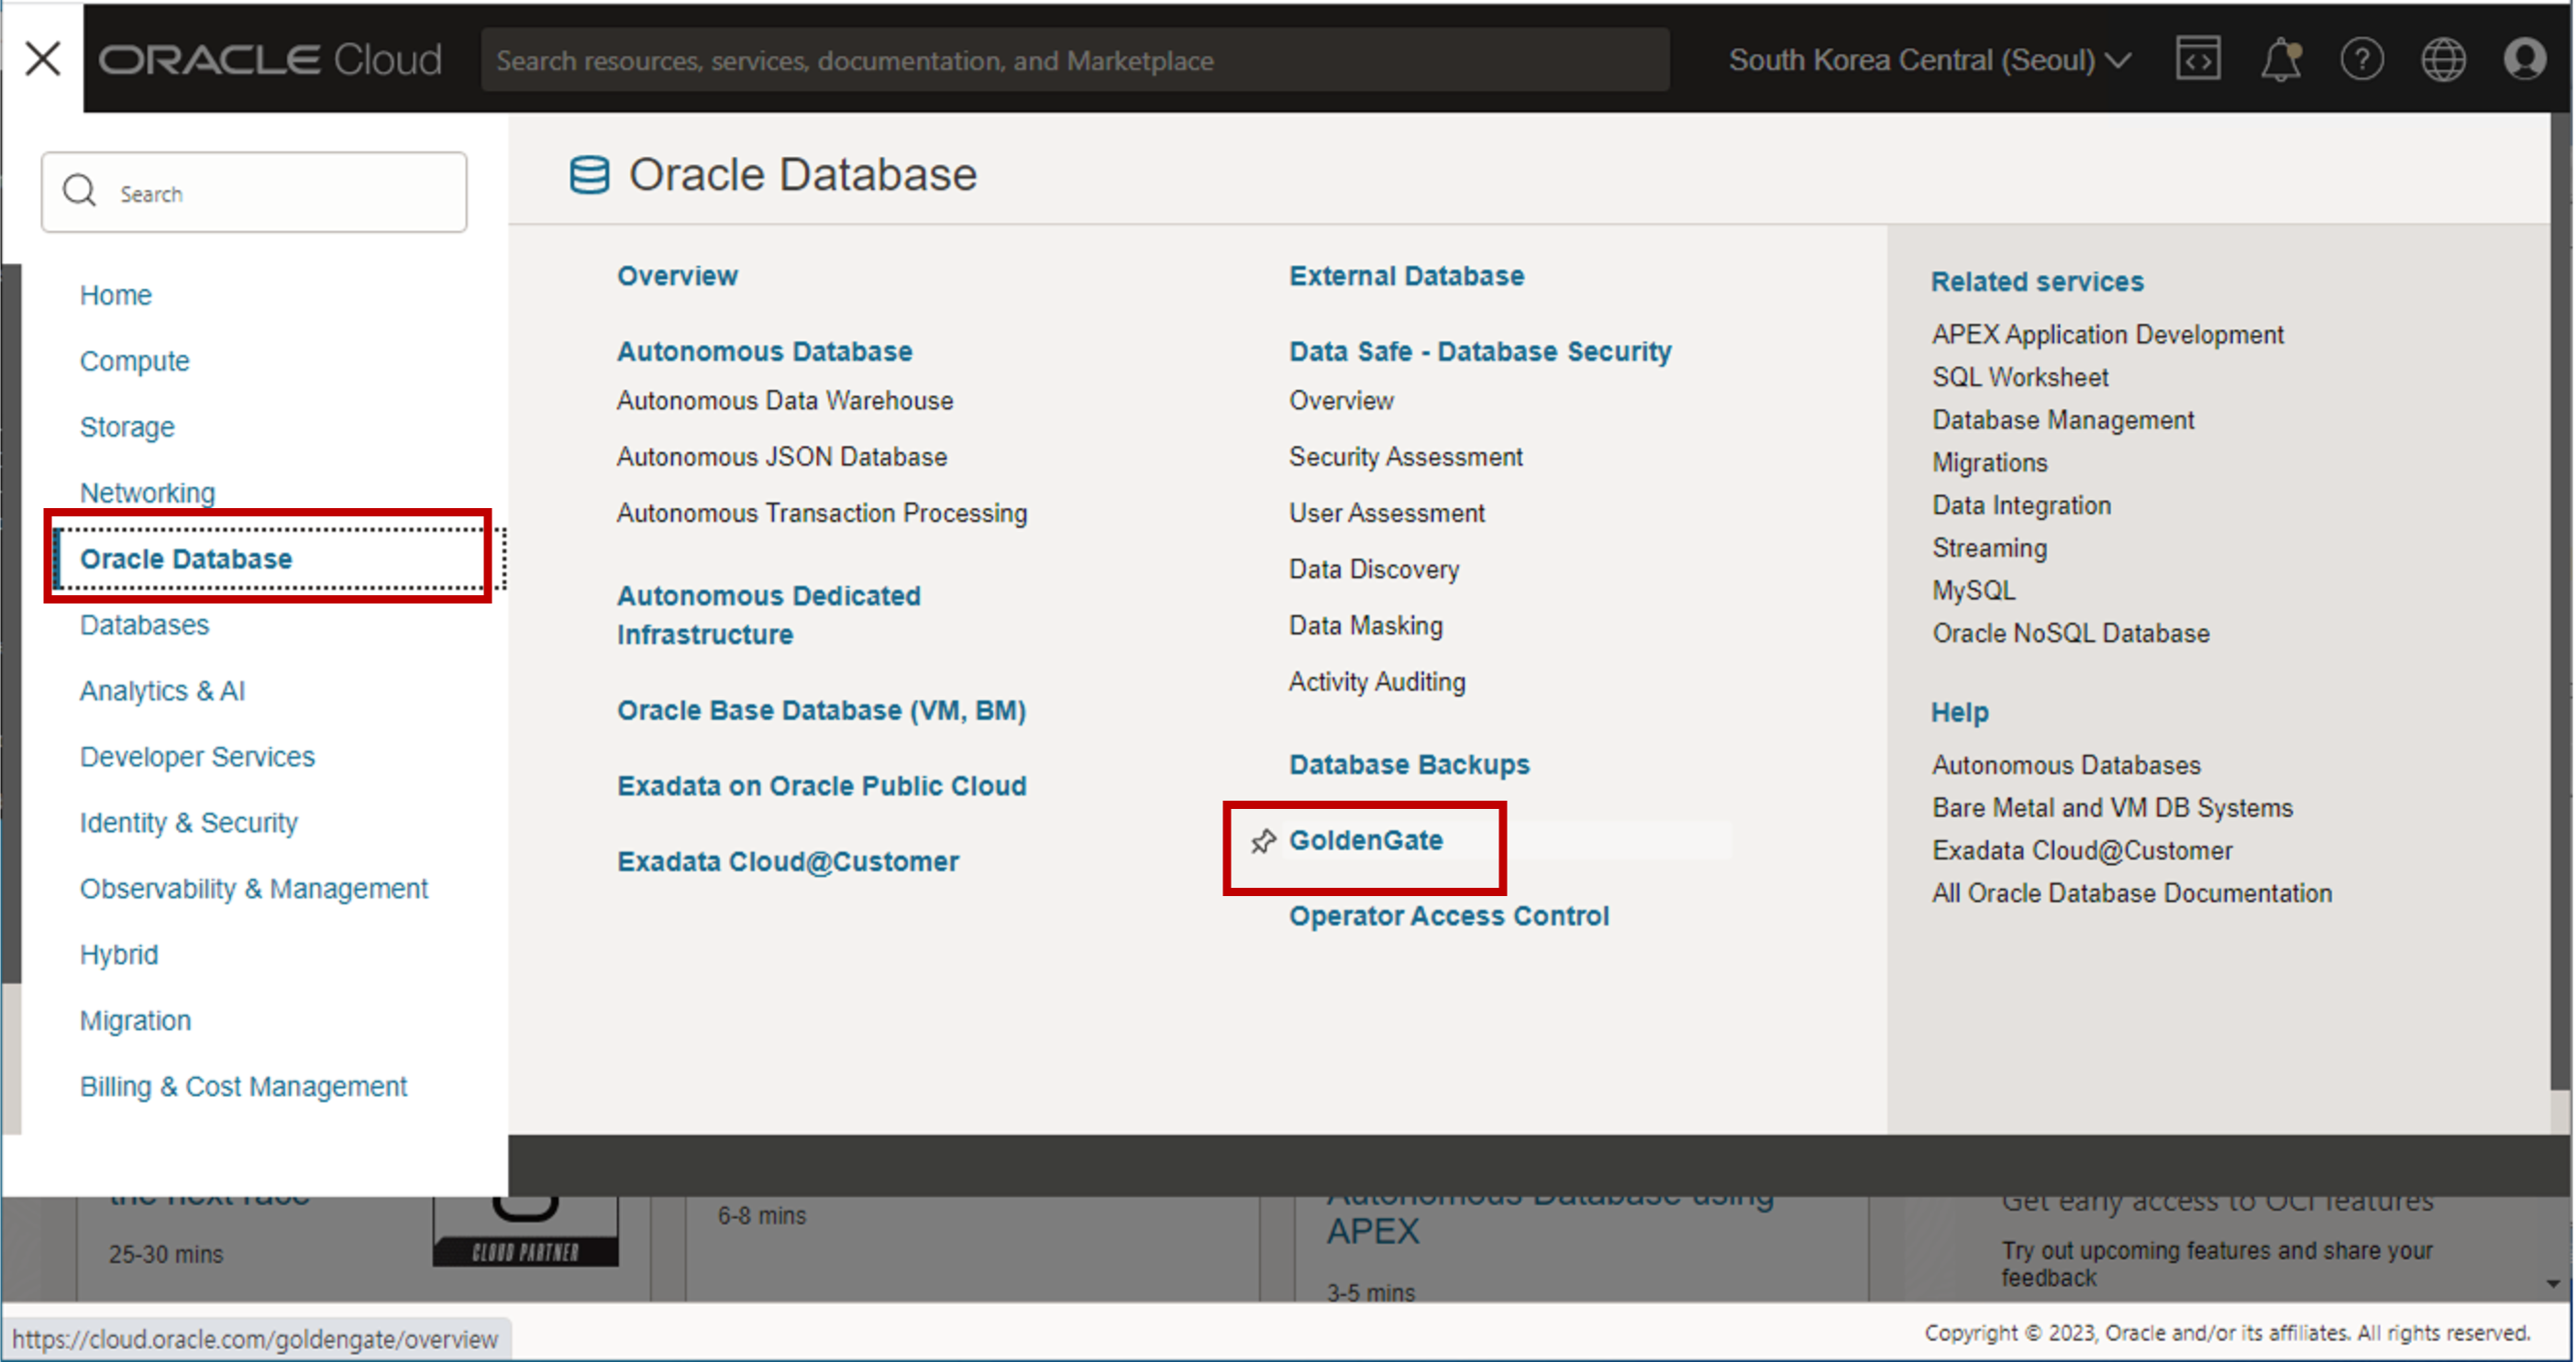 ORACLE Cloud
Search resources, services, documentation, and Marketplace
South Korea Central (Seoul)
Search
Home
Compute
Storage
Networking
Oracle Database
Databases
Analytics & AI
Developer Services
Identity & Security
Observability & Management
Hybrid
Migration
Billing & Cost Management
Oracle Database
Overview
Autonomous Database
Autonomous Data Warehouse
Autonomous JSON Database
Autonomous Transaction Processing
Autonomous Dedicated
Infrastructure
Oracle Base Database (VM, BM)
Exadata on Oracle Public Cloud
Exadata Cloud@Customer
External Database
Data Safe - Database Security
Overview
Security Assessment
User Assessment
Data Discovery
Data Masking
Activity Auditing
Database Backups
GoldenGate
Operator Access Control
Related services
APEX Application Development
SQL Worksheet
Database Management
Migrations
Data Integration
Streaming
MySQL
Oracle NoSQL Database
Help
Autonomous Databases
Bare Metal and VM DB Systems
Exadata Cloud@Customer
All Oracle Database Documentation
the next race
25-30 mins
CLOUD PARTNER
6-8 mins
Autonomous Database using
APEX
3-5 mins
Get early access to OCI features
Try out upcoming features and share your
feedback
https://cloud.oracle.com/goldengate/overview
Copyright © 2023, Oracle and/or its affiliates. All rights reserved.